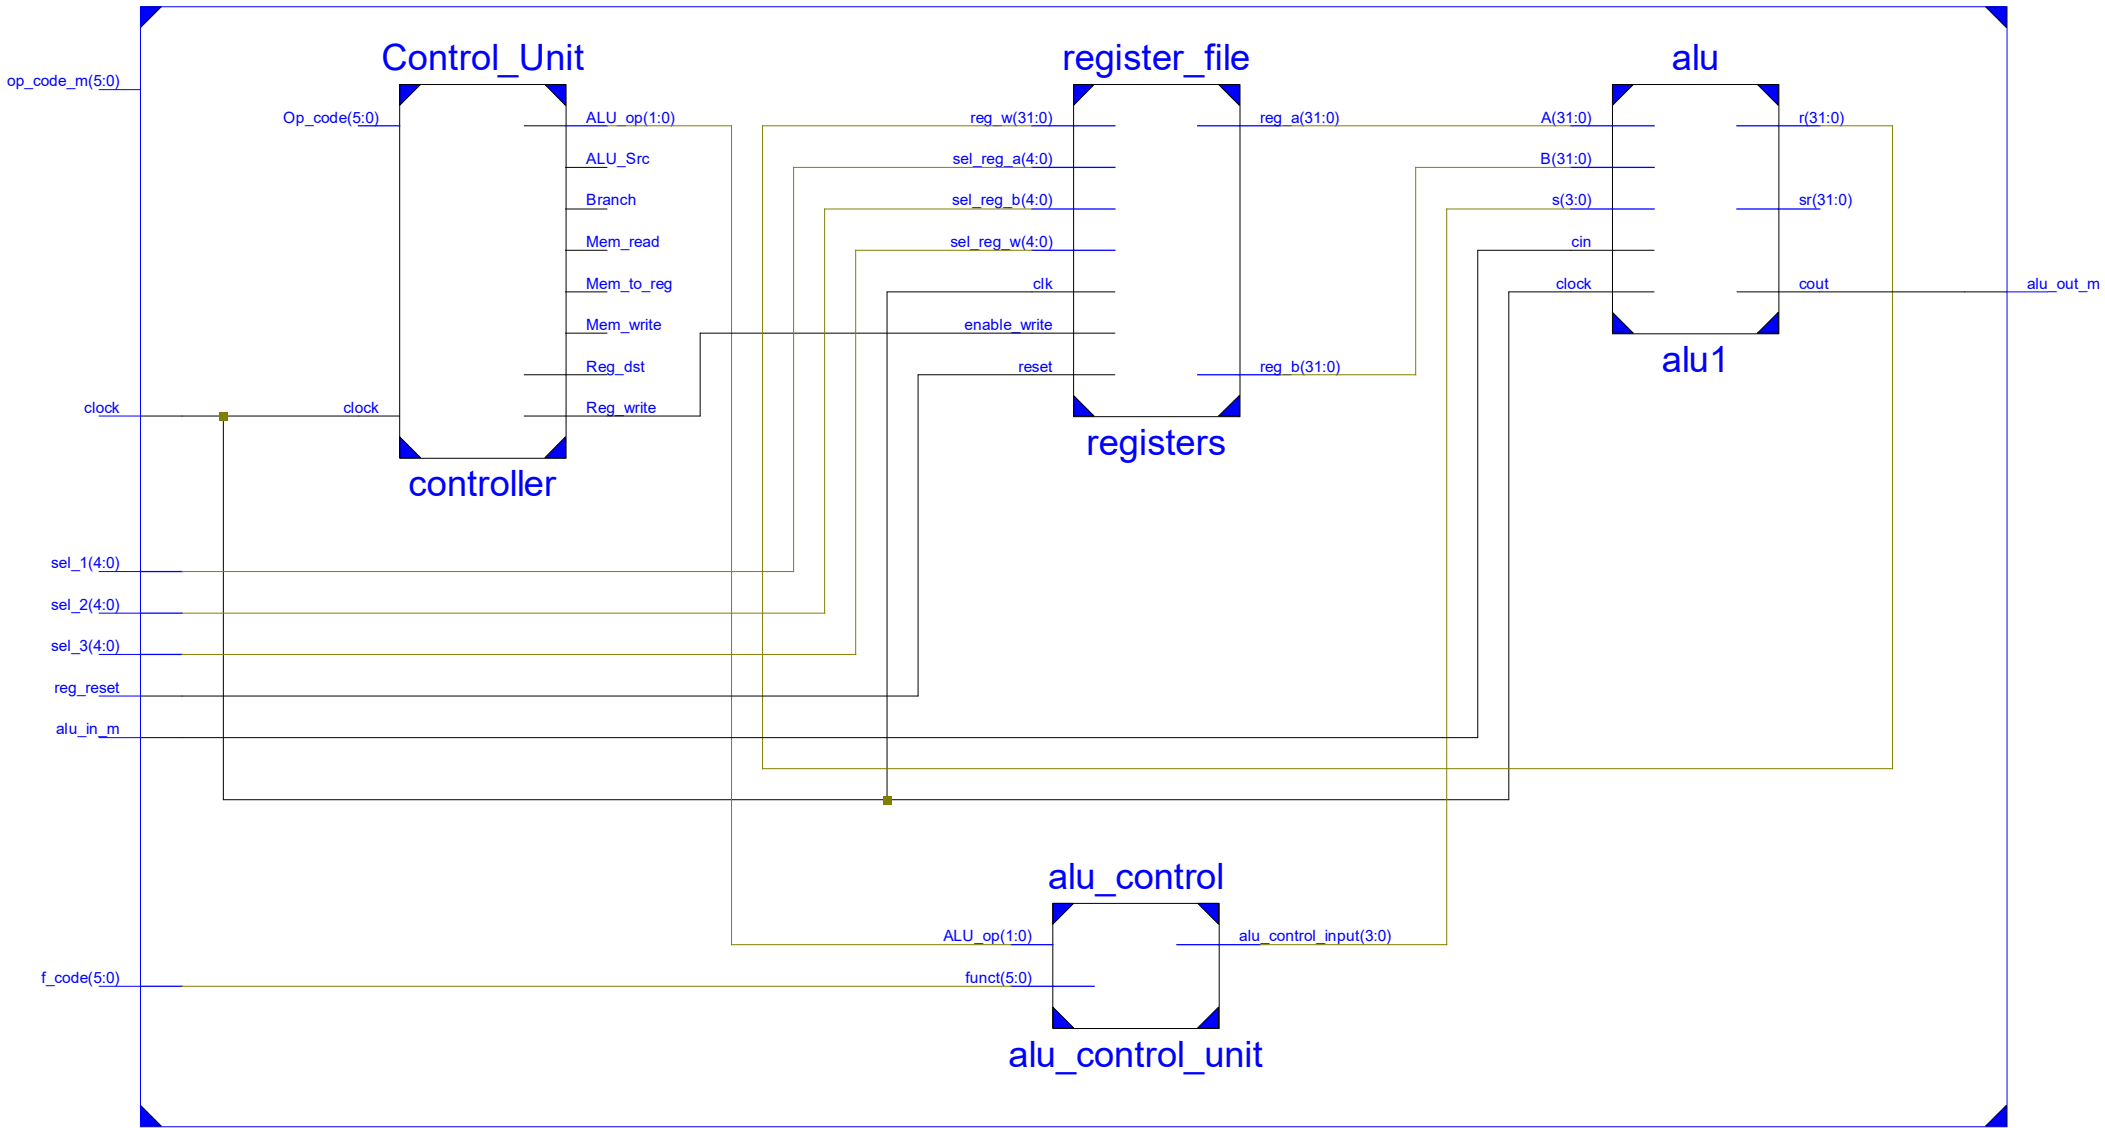 op_code_m(5:0)
clock
sel_1(4:0)
sel_2(4:0)
sel_3(4:0)
reg_reset
alu_in_m
f_code(5:0)
Control_Unit
Op_code(5:0)
clock
ALU_op(1:0)
ALU_Src
Branch
Mem_read
Mem_to_reg
Mem_write
Reg_dst
Reg_write
controller
register_file
reg_w(31:0)
sel_reg_a(4:0)
sel_reg_b(4:0)
sel_reg_w(4:0)
clk
enable_write
reset
reg_a(31:0)
reg_b(31:0)
registers
alu
A(31:0)
B(31:0)
s(3:0)
cin
clock
r(31:0)
sr(31:0)
cout
alu1
alu_out_m
alu_control
ALU_op(1:0)
funct(5:0)
alu_control_input(3:0)
alu_control_unit